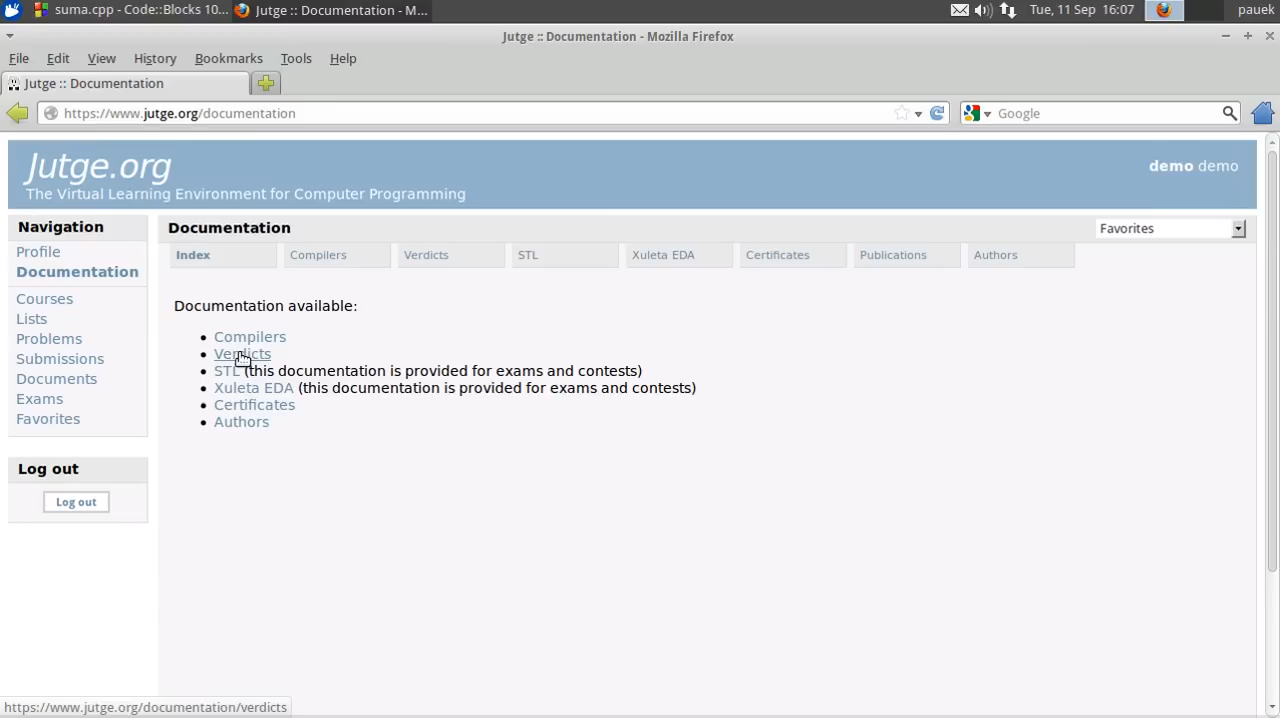 suma.cpp - Code::Blocks 10...
Jutge :: Documentation - M...
Tue, 11 Sep 16:07
pauek
Jutge :: Documentation - Mozilla Firefox
File Edit View History Bookmarks Tools Help
Jutge :: Documentation
https://www.jutge.org/documentation
Google
Jutge.org
The Virtual Learning Environment for Computer Programming
demo demo
Navigation
Profile
Documentation
Courses
Lists
Problems
Submissions
Documents
Exams
Favorites
Log out
Log out
Documentation
Favorites
Index Compilers Verdicts STL Xuleta EDA Certificates Publications Authors
Documentation available:
Compilers
Verdicts
STL (this documentation is provided for exams and contests)
Xuleta EDA (this documentation is provided for exams and contests)
Certificates
Authors
https://www.jutge.org/documentation/verdicts